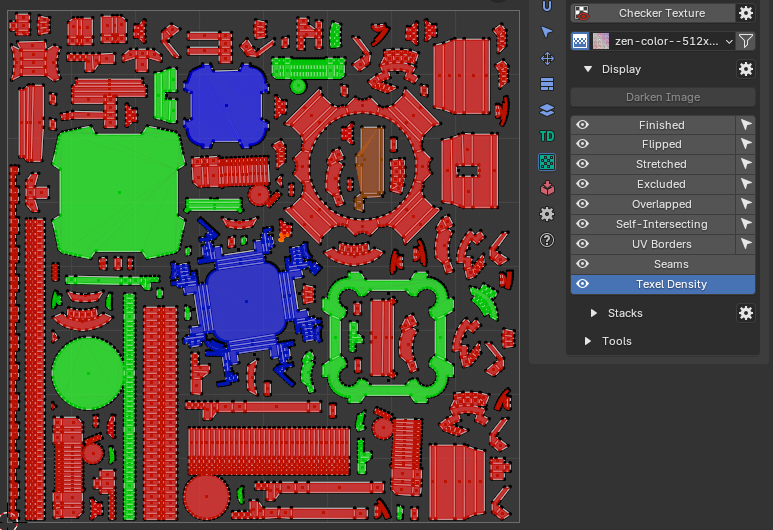 Checker Texture
zen-color--512x...
Display
Darken Image
Finished
Flipped
Stretched
Excluded
Overlapped
Self-Intersecting
UV Borders
Seams
Texel Density
Stacks
Tools
TD